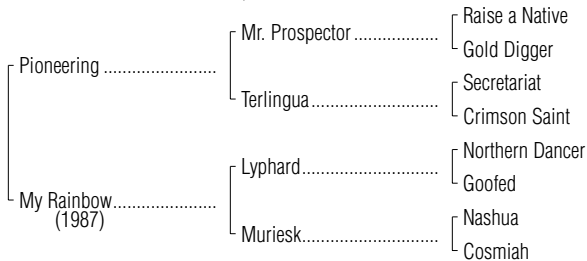 Raise a Native
Mr. Prospector ..................
Gold Digger
Pioneering ........................
Secretariat
Terlingua...........................
Crimson Saint
Northern Dancer
Lyphard.............................
Goofed
My Rainbow......................
(1987)
Nashua
Muriesk.............................
Cosmiah